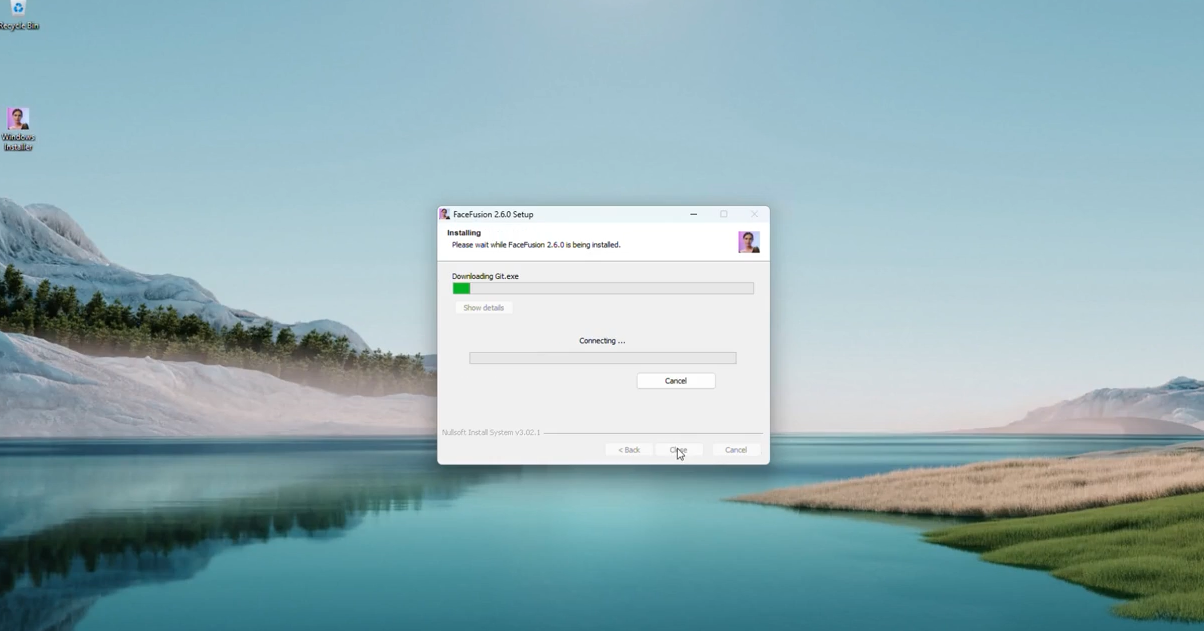 Recycle Bin
Windows
Installer
FaceFusion 2.6.0 Setup
Installing
Please wait while FaceFusion 2.6.0 is being installed.
Downloading Git.exe
Show details
Connecting ...
Cancel
Nullsoft Install System v3.02.1
< Back
Close
Cancel